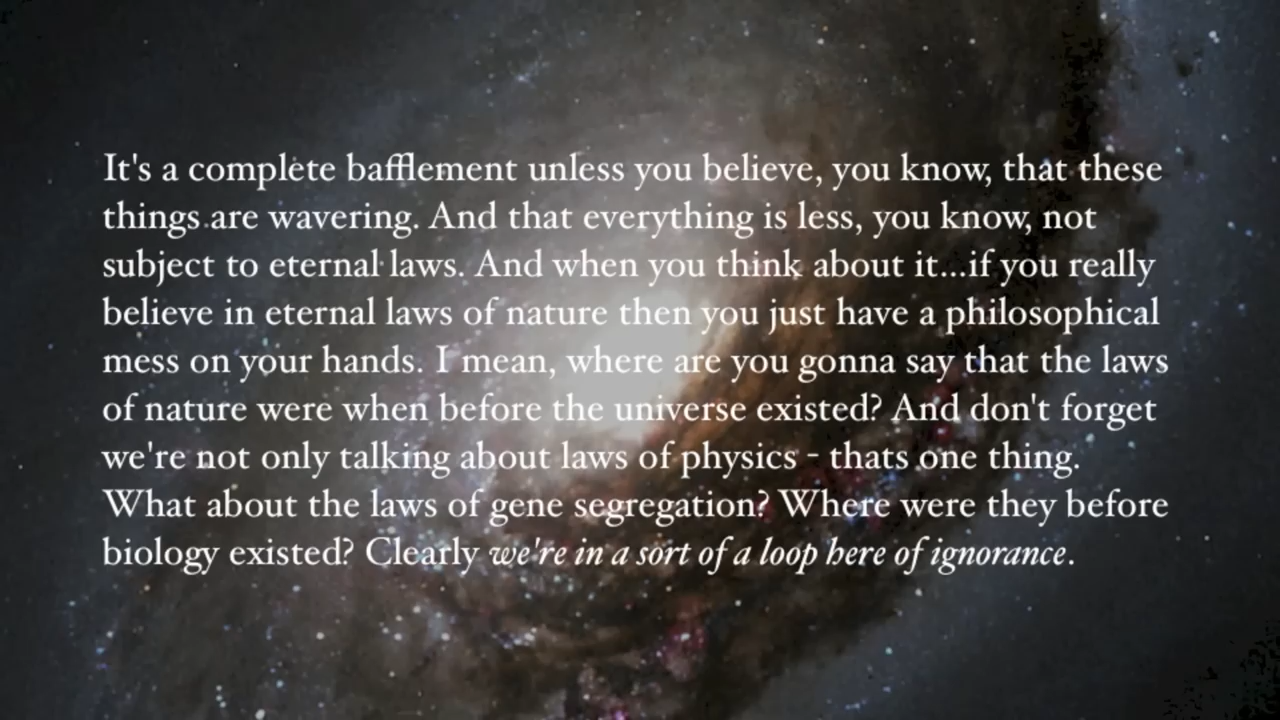 It's a complete bafflement unless you believe, you know, that these
things are wavering. And that everything is less, you know, not
subject to eternal laws. And when you think about it...if you really
believe in eternal laws of nature then you just have a philosophical
mess on your hands. I mean, where are you gonna say that the laws
of nature were when before the universe existed? And don't forget
we're not only talking about laws of physics - thats one thing.
What about the laws of gene segregation? Where were they before
biology existed? Clearly we're in a sort of a loop here of ignorance.